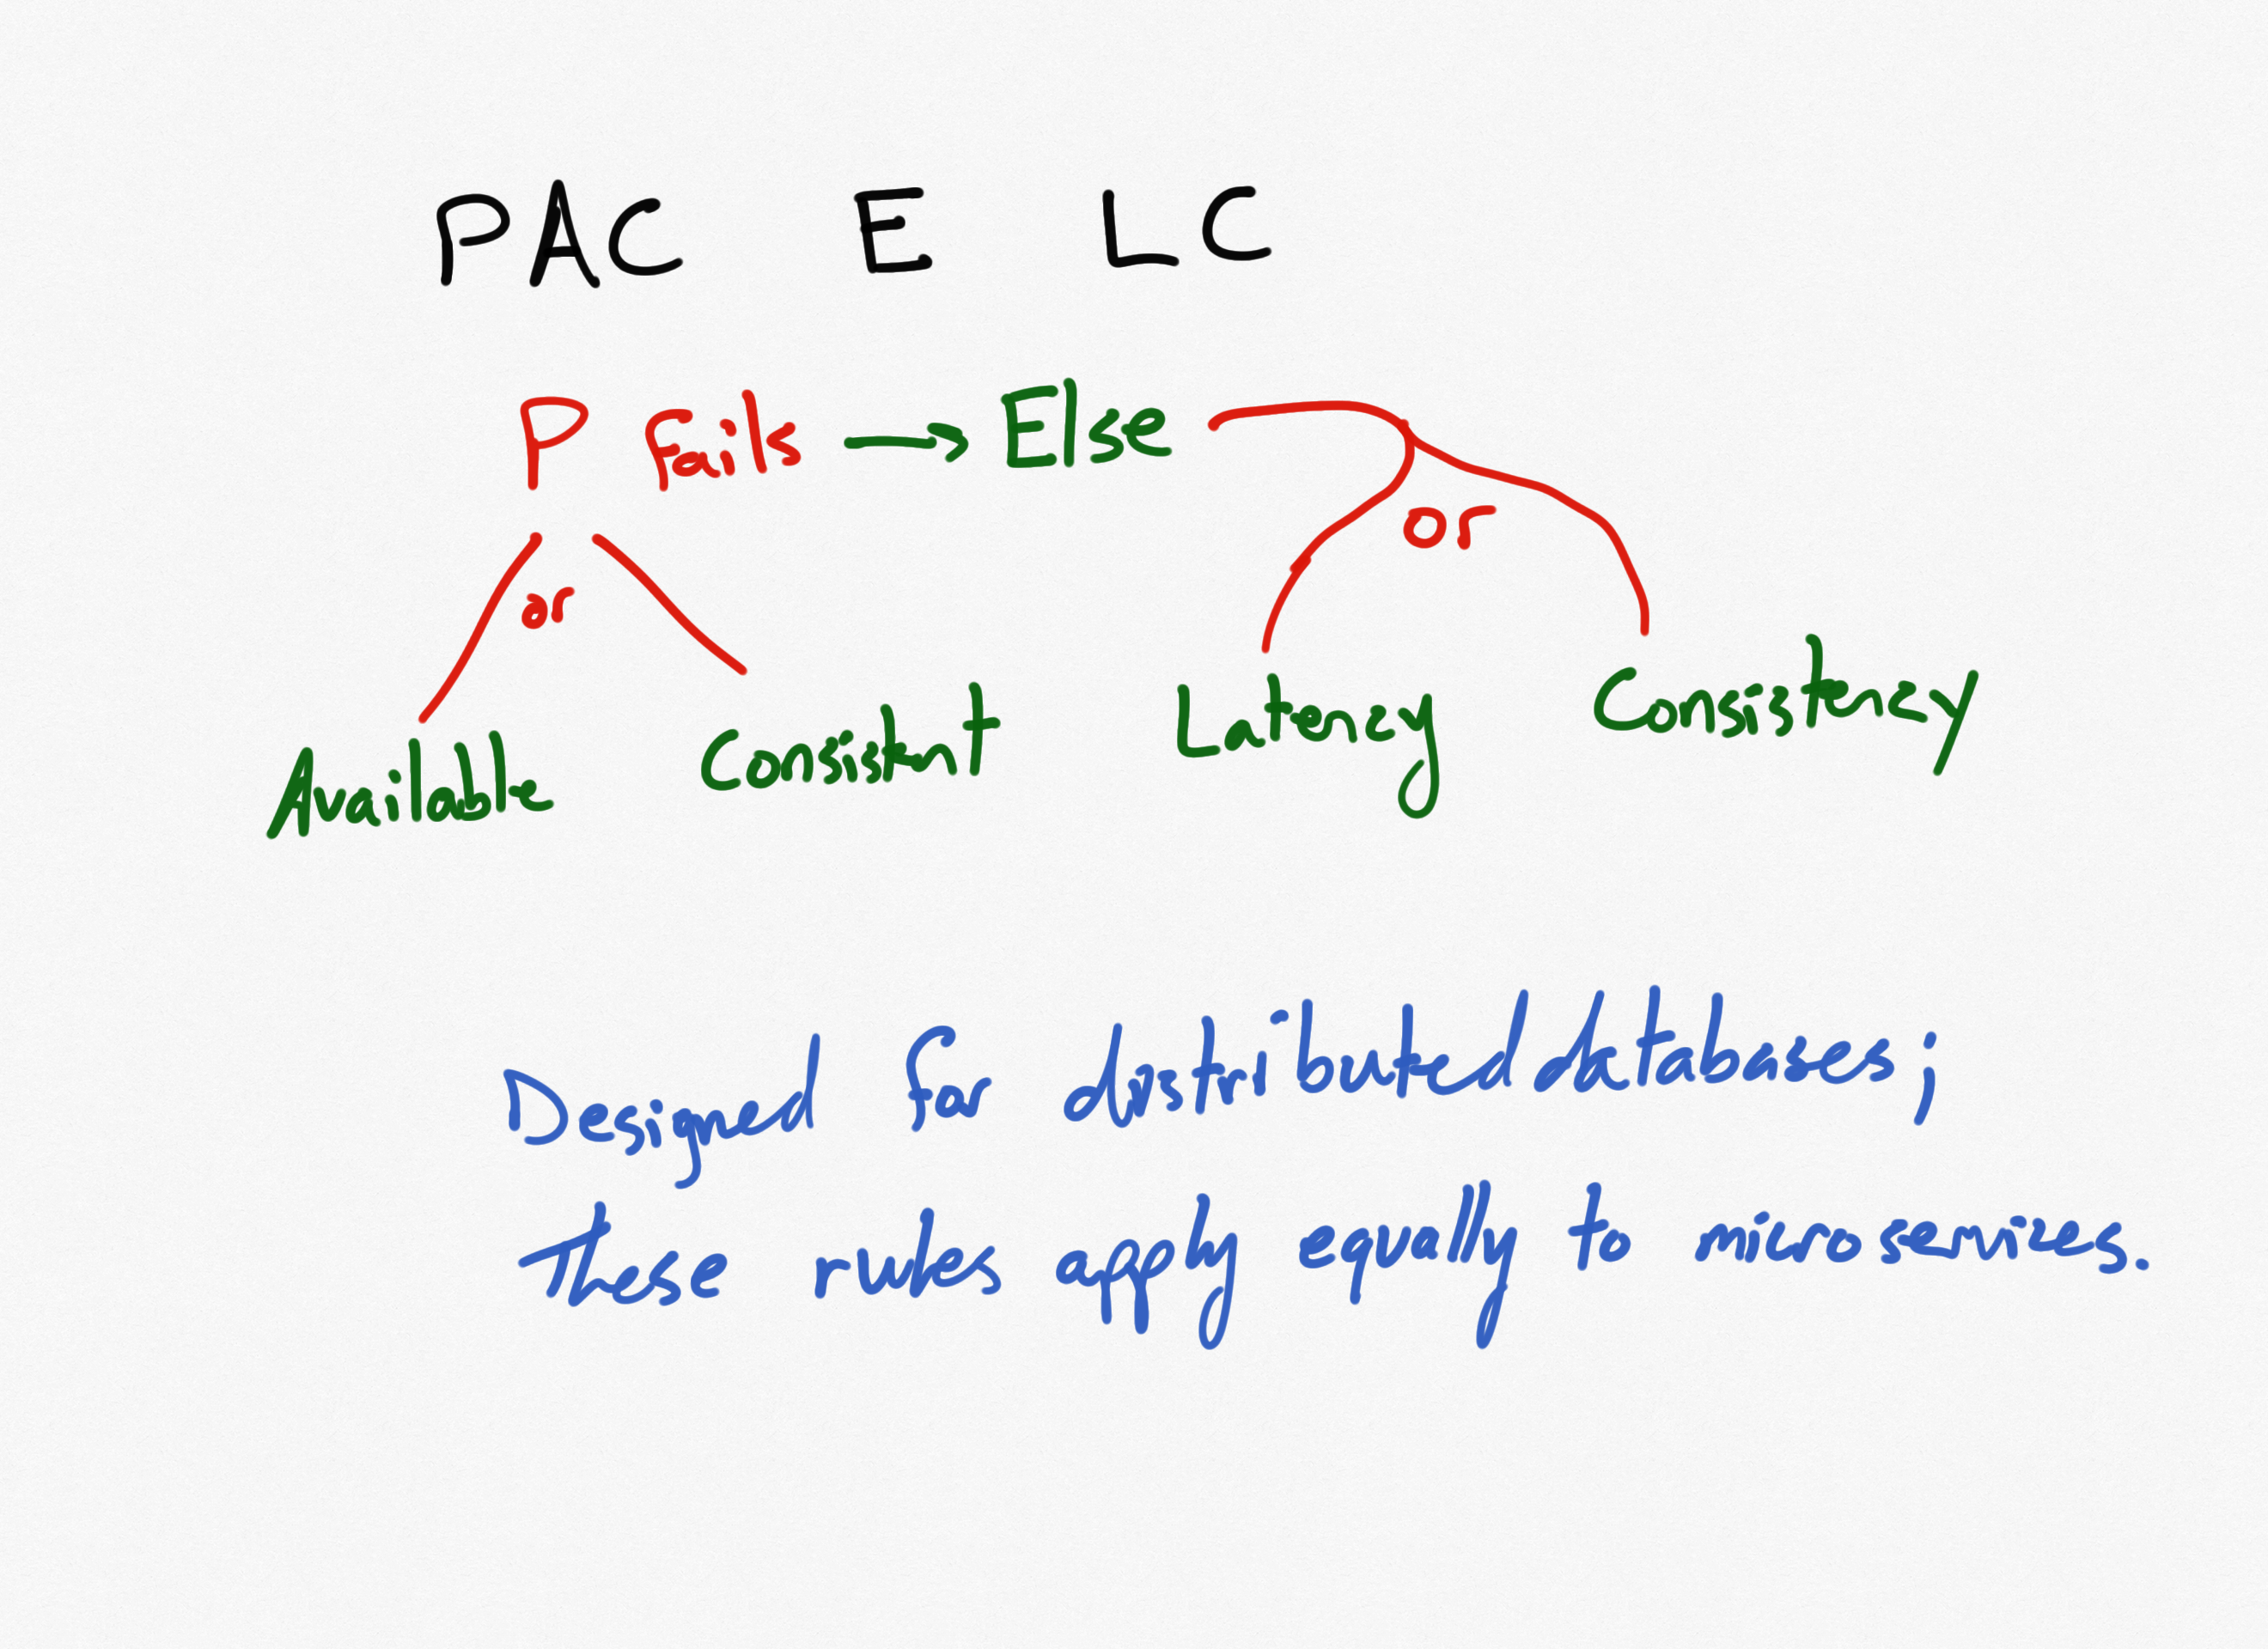 PAC E LC
P fails → Else
or
or
Available Consistent Latency Consistency
Designed for distributed databases;
These rules apply equally to microservices.